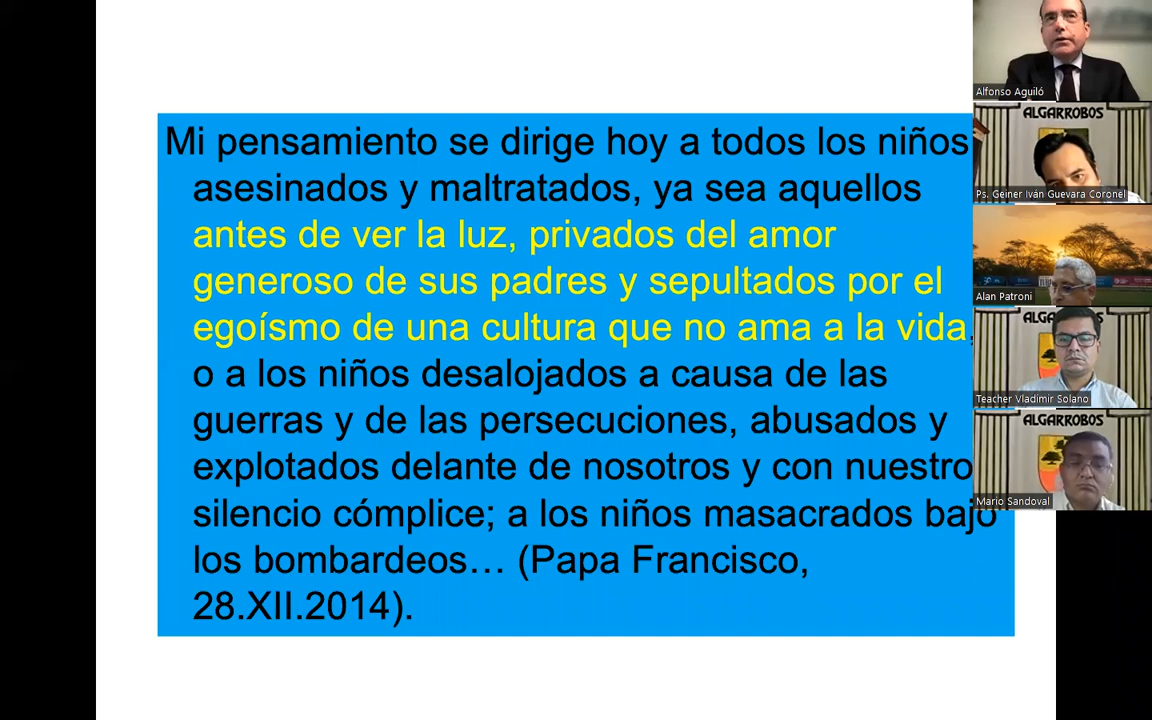 Mi pensamiento se dirige hoy a todos los niños
asesinados y maltratados, ya sea aquellos
antes de ver la luz, privados del amor
generoso de sus padres y sepultados por el
egoísmo de una cultura que no ama a la vida,
o a los niños desalojados a causa de las
guerras y de las persecuciones, abusados y
explotados delante de nosotros y con nuestro
silencio cómplice; a los niños masacrados bajo
los bombardeos… (Papa Francisco,
28.XII.2014).
Alfonso Aguiló
ALGARROBOS
Ps. Geiner Iván Guevara Coronel
Alan Patroni
ALGARROBOS
Teacher Vladimir Solano
ALGARROBOS
Mario Sandoval